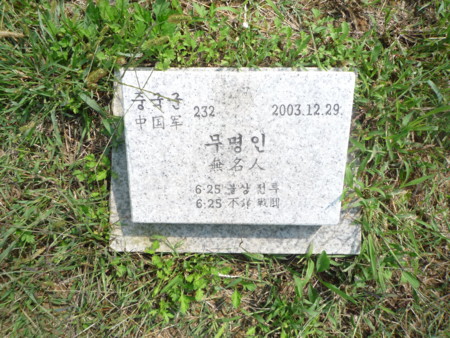 중국군 232 2003.12.29
中国军
무명인
無名人
6·25 불상 전투
6·25 不詳 戰鬪